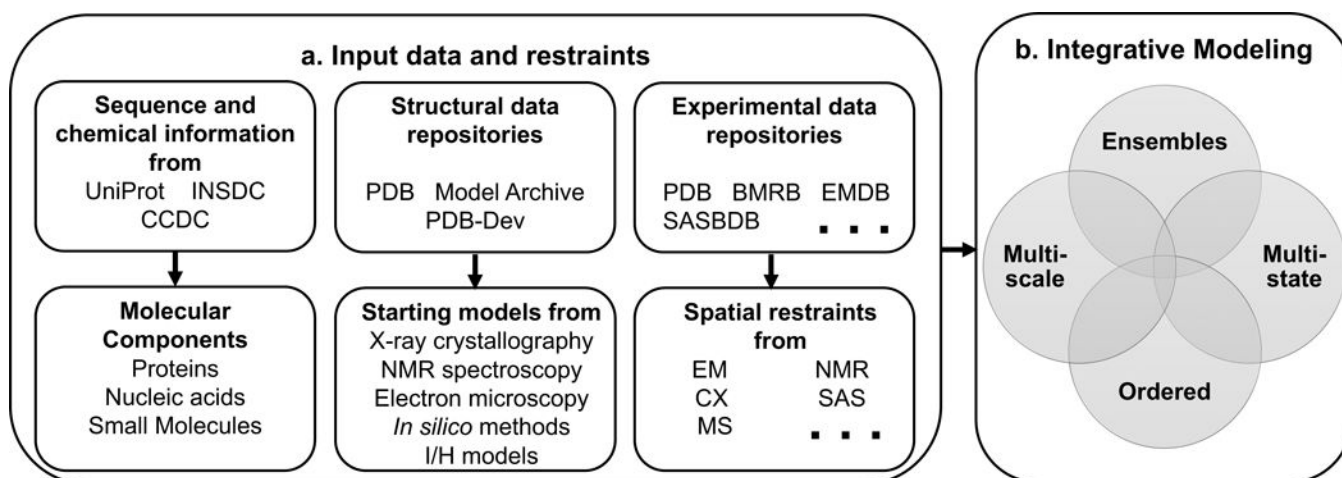 a. Input data and restraints
Sequence and
chemical information
from
UniProt INSDC
CCDC
Structural data
repositories
PDB Model Archive
PDB-Dev
Experimental data
repositories
PDB BMRB EMDB
SASBDB . . .
Molecular
Components
Proteins
Nucleic acids
Small Molecules
Starting models from
X-ray crystallography
NMR spectroscopy
Electron microscopy
In silico methods
I/H models
Spatial restraints
from
EM NMR
CX SAS
MS . . .
b. Integrative Modeling
Ensembles
Multi-
scale
Multi-
state
Ordered